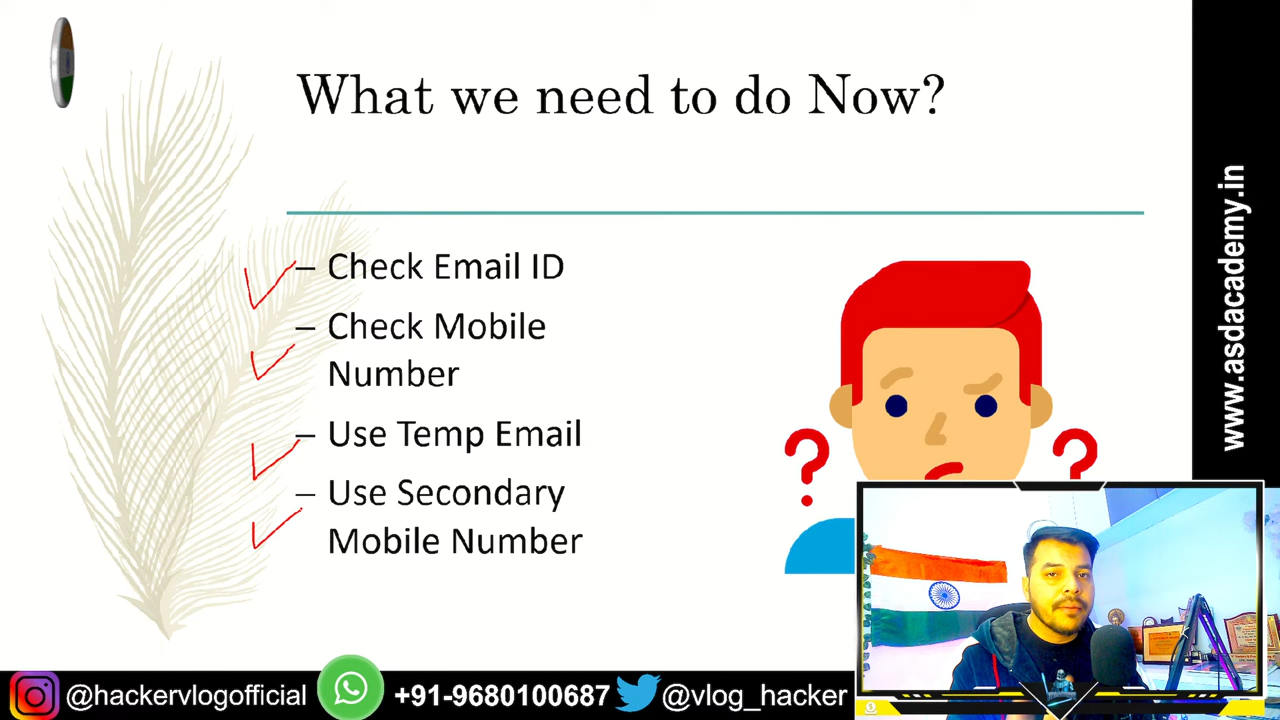 What we need to do Now?
– Check Email ID
– Check Mobile
Number
– Use Temp Email
– Use Secondary
Mobile Number
?
?
www.asdacademy.in
@hackervlogofficial
+91-9680100687
@vlog_hacker